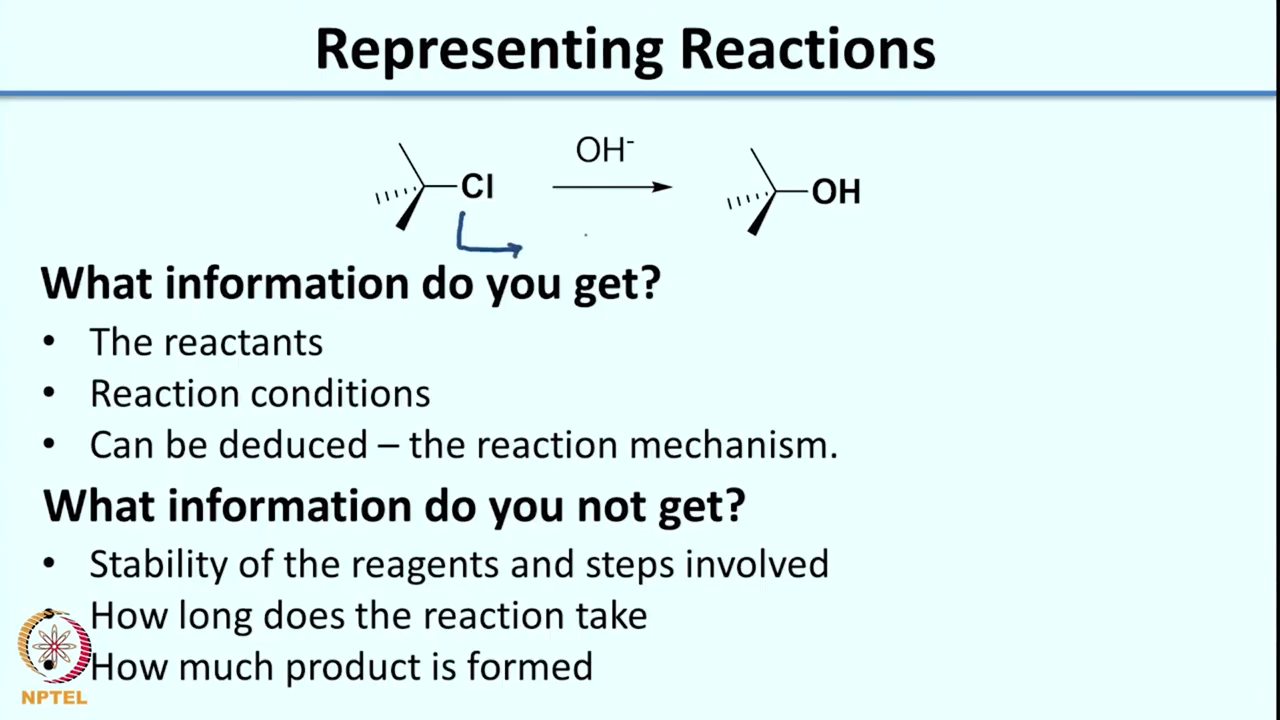 Representing Reactions
Cl OH⁻ OH
What information do you get?
• The reactants
• Reaction conditions
• Can be deduced – the reaction mechanism.
What information do you not get?
• Stability of the reagents and steps involved
• How long does the reaction take
• How much product is formed
NPTEL